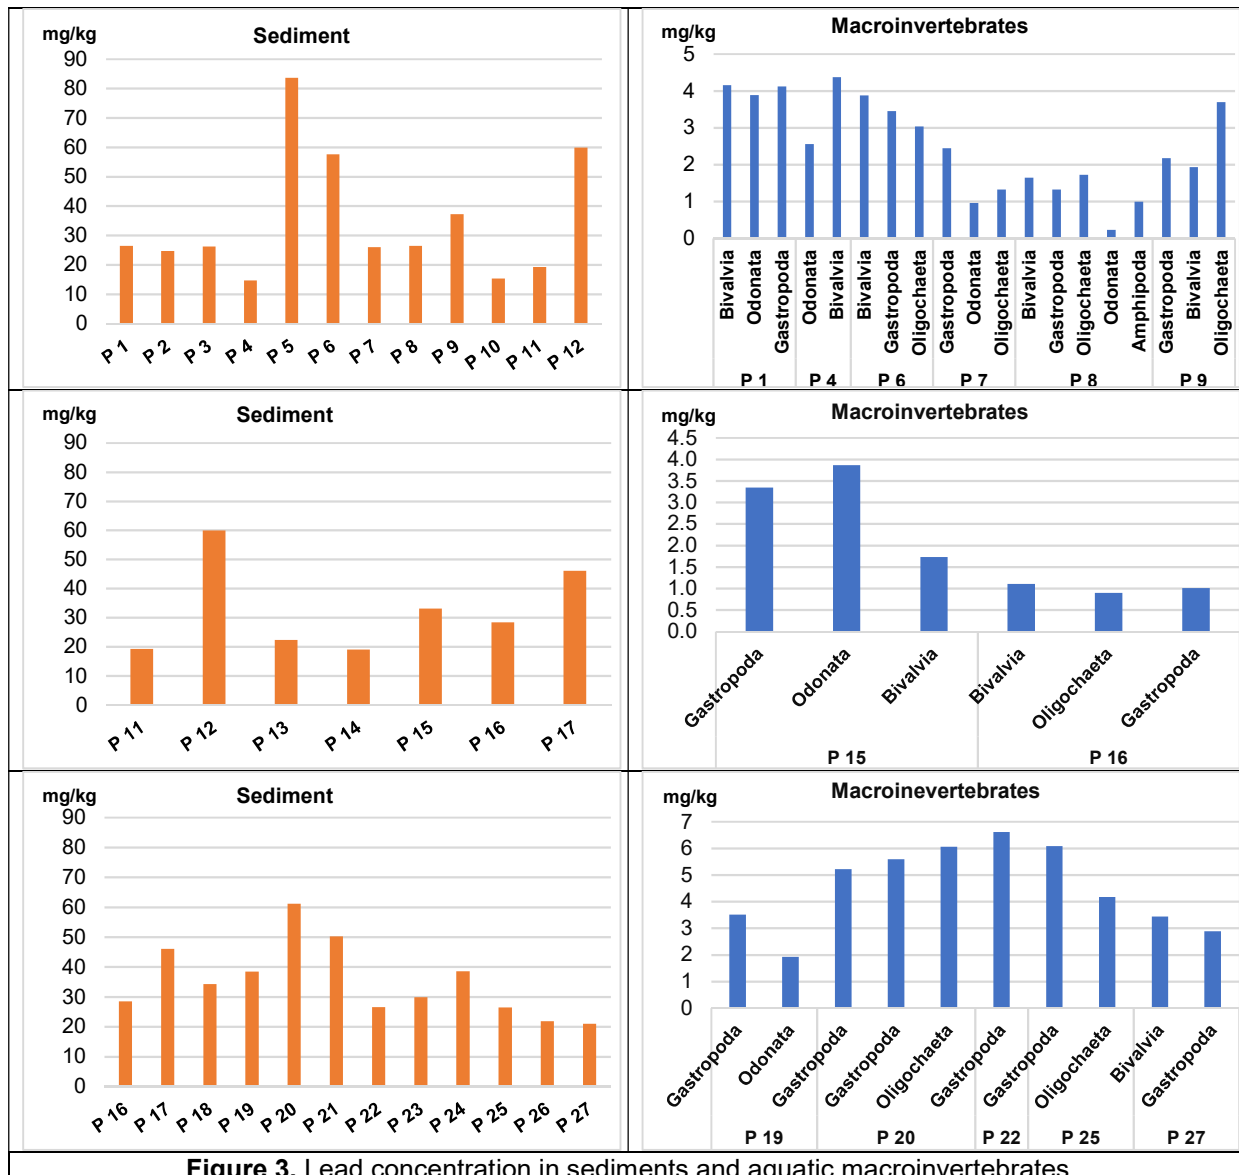 mg/kg
Sediment
90
80
70
60
50
40
30
20
10
0
P 1 P 2 P 3 P 4 P 5 P 6 P 7 P 8 P 9 P 10 P 11 P 12
Macroinvertebrates
mg/kg
5
4
3
2
1
0
Bivalvia Odonata Gastropoda Odonata Bivalvia Bivalvia Gastropoda Oligochaeta Gastropoda Odonata Oligochaeta Bivalvia Gastropoda Oligochaeta Odonata Amphipoda Gastropoda Bivalvia Oligochaeta
P 1 P 4 P 6 P 7 P 8 P 9
mg/kg
Sediment
90
80
70
60
50
40
30
20
10
0
P 11 P 12 P 13 P 14 P 15 P 16 P 17
Macroinvertebrates
mg/kg
4.5
4.0
3.5
3.0
2.5
2.0
1.5
1.0
0.5
0.0
Gastropoda Odonata Bivalvia Bivalvia Oligochaeta Gastropoda
P 15 P 16
mg/kg
Sediment
90
80
70
60
50
40
30
20
10
0
P 16 P 17 P 18 P 19 P 20 P 21 P 22 P 23 P 24 P 25 P 26 P 27
Macroinevertebrates
mg/kg
7
6
5
4
3
2
1
0
Gastropoda Odonata Gastropoda Gastropoda Oligochaeta Gastropoda Gastropoda Oligochaeta Bivalvia Gastropoda
P 19 P 20 P 22 P 25 P 27
Figure 3. Lead concentration in sediments and aquatic macroinvertebrates